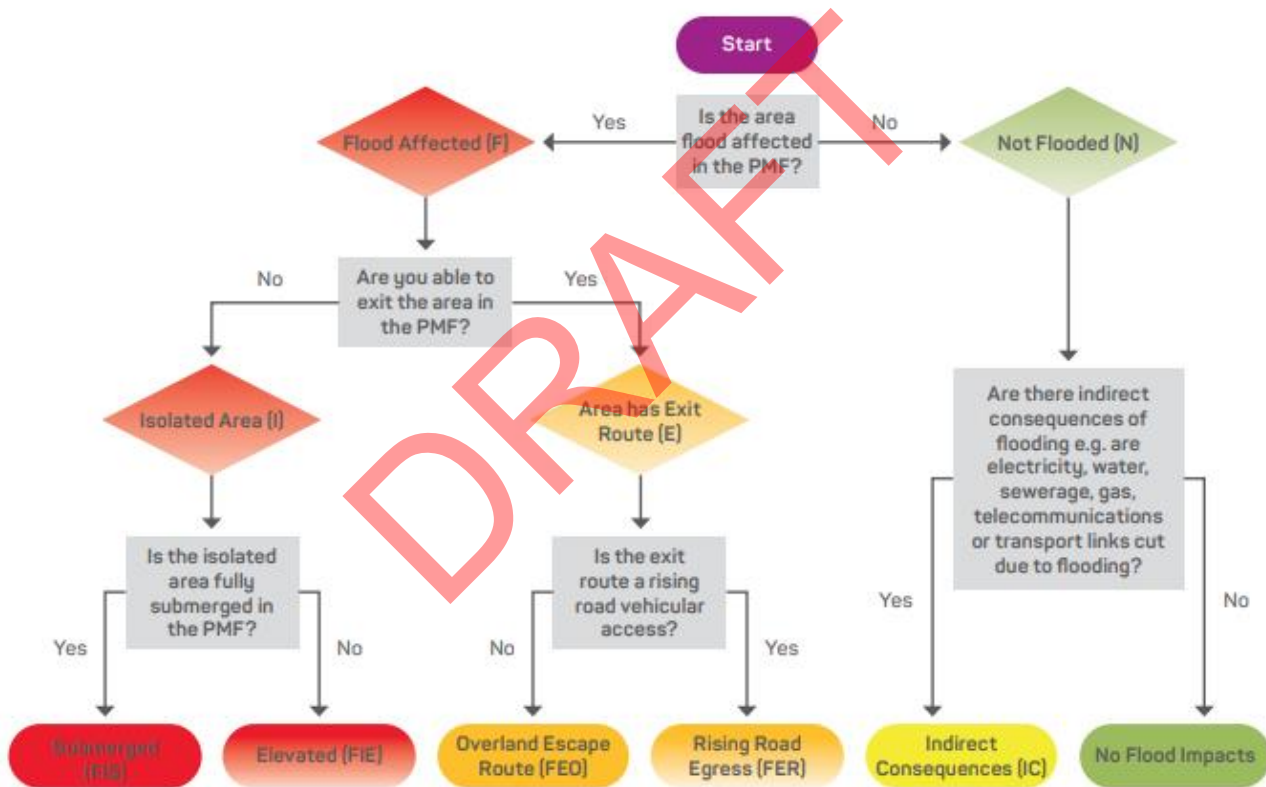 Start
Is the area
flood affected
in the PMF?
Yes
No
Flood Affected (F)
Not Flooded (N)
Are you able to
exit the area in
the PMF?
No
Yes
Isolated Area (I)
Area has Exit
Route (E)
Are there indirect
consequences of
flooding e.g. are
electricity, water,
sewerage, gas,
telecommunications
or transport links cut
due to flooding?
Is the isolated
area fully
submerged in
the PMF?
Is the exit
route a rising
road vehicular
access?
Yes
No
No
Yes
Yes
No
Submerged
(FIS)
Elevated (FIE)
Overland Escape
Route (FEO)
Rising Road
Egress (FER)
Indirect
Consequences (IC)
No Flood Impacts
DRAFT